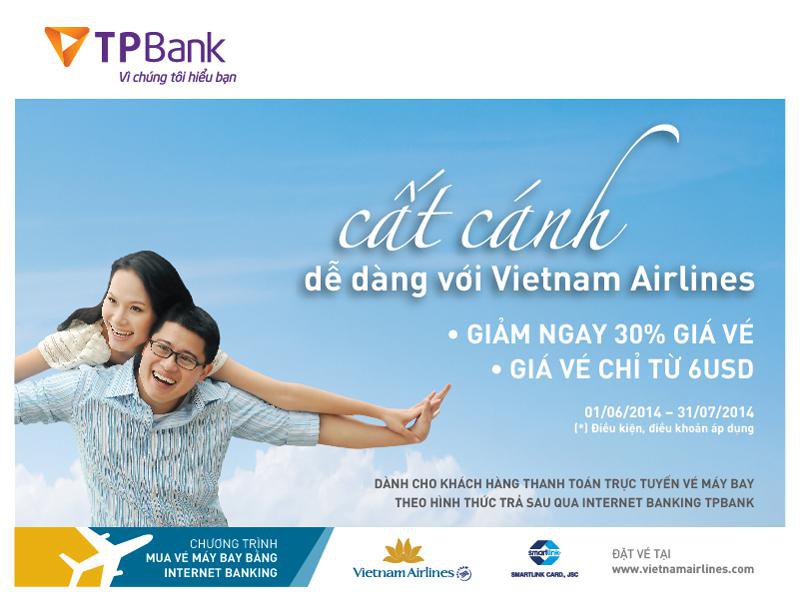 TPBank
Vì chúng tôi hiểu bạn
cất cánh
dễ dàng với Vietnam Airlines
• GIẢM NGAY 30% GIÁ VÉ
• GIÁ VÉ CHỈ TỪ 6USD
01/06/2014 – 31/07/2014
(*) Điều kiện, điều khoản áp dụng
DÀNH CHO KHÁCH HÀNG THANH TOÁN TRỰC TUYẾN VÉ MÁY BAY
THEO HÌNH THỨC TRẢ SAU QUA INTERNET BANKING TPBANK
CHƯƠNG TRÌNH
MUA VÉ MÁY BAY BẰNG
INTERNET BANKING
Vietnam Airlines
smartlink
SMARTLINK CARD, JSC
ĐẶT VÉ TẠI
www.vietnamairlines.com